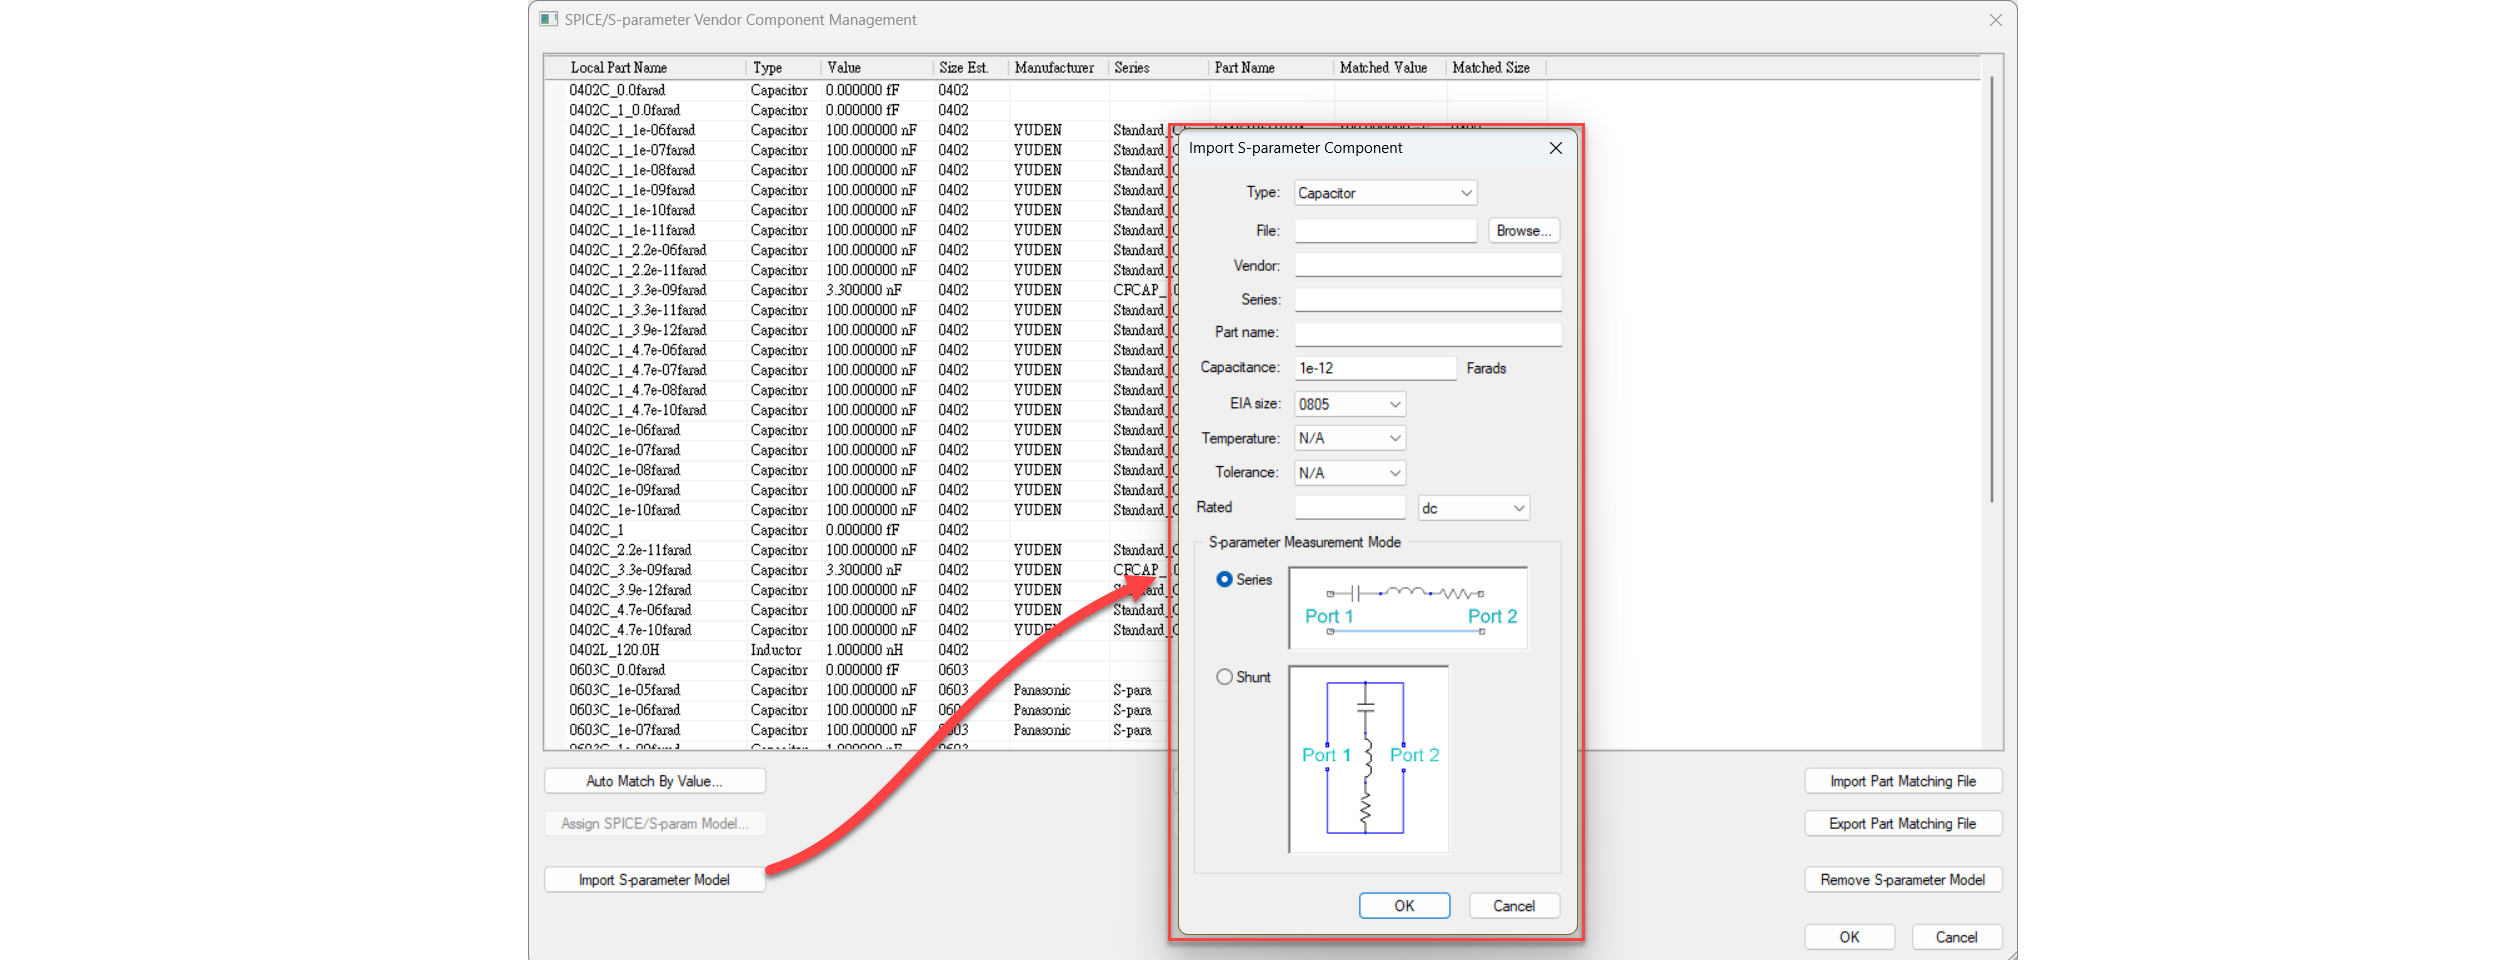 SPICE/S-parameter Vendor Component Management
Local Part Name Type Value Size Est. Manufacturer Series Part Name Matched Value Matched Size
0402C_0.0farad Capacitor 0.000000 fF 0402
0402C_1_0.0farad Capacitor 0.000000 fF 0402
0402C_1_1e-06farad Capacitor 100.000000 nF 0402 YUDEN Standard_
0402C_1_1e-07farad Capacitor 100.000000 nF 0402 YUDEN Standard_
0402C_1_1e-08farad Capacitor 100.000000 nF 0402 YUDEN Standard_
0402C_1_1e-09farad Capacitor 100.000000 nF 0402 YUDEN Standard_
0402C_1_1e-10farad Capacitor 100.000000 nF 0402 YUDEN Standard_
0402C_1_1e-11farad Capacitor 100.000000 nF 0402 YUDEN Standard_
0402C_1_2.2e-06farad Capacitor 100.000000 nF 0402 YUDEN Standard_
0402C_1_2.2e-11farad Capacitor 100.000000 nF 0402 YUDEN Standard_
0402C_1_3.3e-09farad Capacitor 3.300000 nF 0402 YUDEN CFCAP_
0402C_1_3.3e-11farad Capacitor 100.000000 nF 0402 YUDEN Standard_
0402C_1_3.9e-12farad Capacitor 100.000000 nF 0402 YUDEN Standard_
0402C_1_4.7e-06farad Capacitor 100.000000 nF 0402 YUDEN Standard_
0402C_1_4.7e-07farad Capacitor 100.000000 nF 0402 YUDEN Standard_
0402C_1_4.7e-08farad Capacitor 100.000000 nF 0402 YUDEN Standard_
0402C_1_4.7e-10farad Capacitor 100.000000 nF 0402 YUDEN Standard_
0402C_1e-06farad Capacitor 100.000000 nF 0402 YUDEN Standard_
0402C_1e-07farad Capacitor 100.000000 nF 0402 YUDEN Standard_
0402C_1e-08farad Capacitor 100.000000 nF 0402 YUDEN Standard_
0402C_1e-09farad Capacitor 100.000000 nF 0402 YUDEN Standard_
0402C_1e-10farad Capacitor 100.000000 nF 0402 YUDEN Standard_
0402C_1 Capacitor 0.000000 fF 0402
0402C_2.2e-11farad Capacitor 100.000000 nF 0402 YUDEN Standard_
0402C_3.3e-09farad Capacitor 3.300000 nF 0402 YUDEN CFCAP_
0402C_3.9e-12farad Capacitor 100.000000 nF 0402 YUDEN
0402C_4.7e-06farad Capacitor 100.000000 nF 0402 YUDEN Standard_
0402C_4.7e-10farad Capacitor 100.000000 nF 0402 YUDEN Standard_
0402L_120.0H Inductor 1.000000 nH 0402
0603C_0.0farad Capacitor 0.000000 fF 0603
0603C_1e-05farad Capacitor 100.000000 nF 0603 Panasonic S-para
0603C_1e-06farad Capacitor 100.000000 nF Panasonic S-para
0603C_1e-07farad Capacitor 100.000000 nF Panasonic S-para
Auto Match By Value...
Assign SPICE/S-param Model...
Import S-parameter Model
Import S-parameter Component
Type: Capacitor
File: Browse...
Vendor:
Series:
Part name:
Capacitance: 1e-12 Farads
EIA size: 0805
Temperature: N/A
Tolerance: N/A
Rated dc
S-parameter Measurement Mode
Series
Port 1 Port 2
Shunt
Port 1 Port 2
OK Cancel
Import Part Matching File
Export Part Matching File
Remove S-parameter Model
OK Cancel